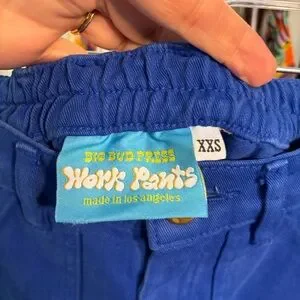 BIG BUD PRESS
XXS
Work Pants
made in los angeles